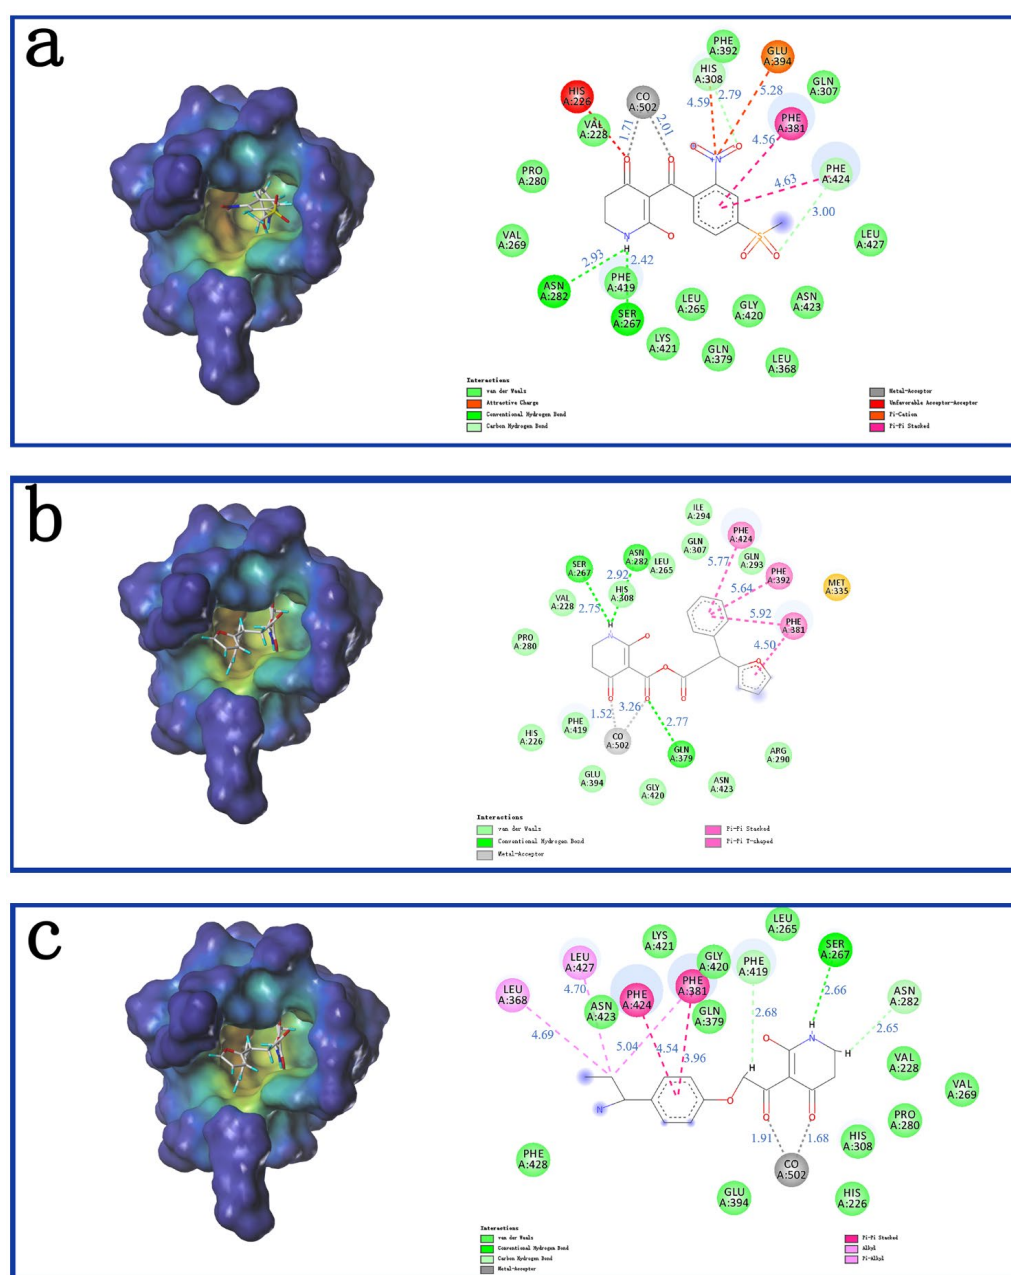 a
PHE
A:392
GLU
A:394
HIS
A:308
GLN
A:307
HIS
A:226
CO
A:502
5.28
4.59
2.79
PHE
A:381
VAL
A:228
1.71
2.01
4.56
N
O
O
O
O
PRO
A:280
PHE
A:424
4.63
3.00
VAL
A:269
N
H
O
S
O
O
LEU
A:427
2.93
2.42
ASN
A:282
PHE
A:419
SER
A:267
LEU
A:265
GLY
A:420
ASN
A:423
LYS
A:421
GLN
A:379
LEU
A:368
Interactions
van der Waals
Attractive Charge
Conventional Hydrogen Bond
Carbon Hydrogen Bond
Metal-Acceptor
Unfavorable Acceptor-Acceptor
Pi-Cation
Pi-Pi Stacked
b
ILE
A:294
PHE
A:424
GLN
A:307
GLN
A:293
ASN
A:282
SER
A:267
LEU
A:265
5.77
PHE
A:392
MET
A:335
2.92
HIS
A:308
5.64
VAL
A:228
2.75
5.92
PHE
A:381
H
N
O
4.50
PRO
A:280
O
O
O
O
O
1.52
3.26
2.77
PHE
A:419
HIS
A:226
CO
A:502
GLN
A:379
ARG
A:290
GLU
A:394
GLY
A:420
ASN
A:423
Interactions
van der Waals
Conventional Hydrogen Bond
Metal-Acceptor
Pi-Pi Stacked
Pi-Pi T-shaped
c
LEU
A:265
LYS
A:421
SER
A:267
LEU
A:427
GLY
A:420
PHE
A:419
4.70
PHE
A:381
LEU
A:368
PHE
A:424
ASN
A:423
GLN
A:379
2.66
ASN
A:282
2.68
4.69
5.04
4.54
3.96
H
N
O
H
H
2.65
VAL
A:228
VAL
A:269
N
O
O
O
PRO
A:280
1.91
1.68
HIS
A:308
PHE
A:428
CO
A:502
GLU
A:394
HIS
A:226
Interactions
van der Waals
Conventional Hydrogen Bond
Carbon Hydrogen Bond
Metal-Acceptor
Pi-Pi Stacked
Alkyl
Pi-Alkyl